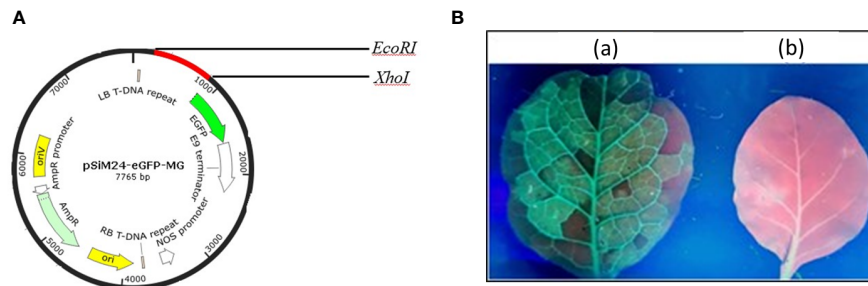 A
B
EcoRI
XhoI
(a)
(b)
1000
2000
3000
4000
5000
6000
7000
LB T-DNA repeat
EGFP
E9 terminator
NOS promoter
RB T-DNA repeat
ori
AmpR
AmpR promoter
oriV
pSiM24-eGFP-MG
7765 bp